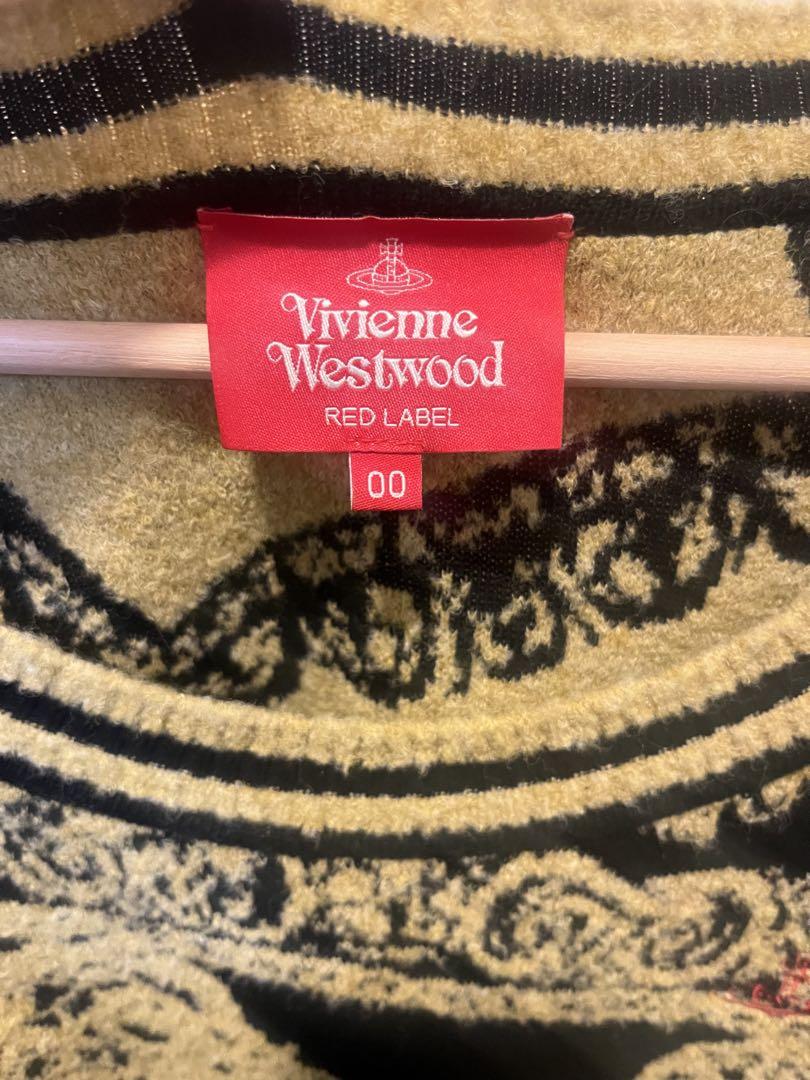 Vivienne
Westwood
RED LABEL
00